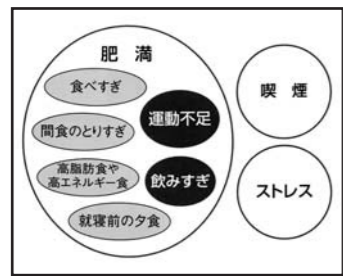 肥満
食べすぎ
運動不足
間食のとりすぎ
高脂肪食や
高エネルギー食
飲みすぎ
就寝前の夕食
喫煙
ストレス